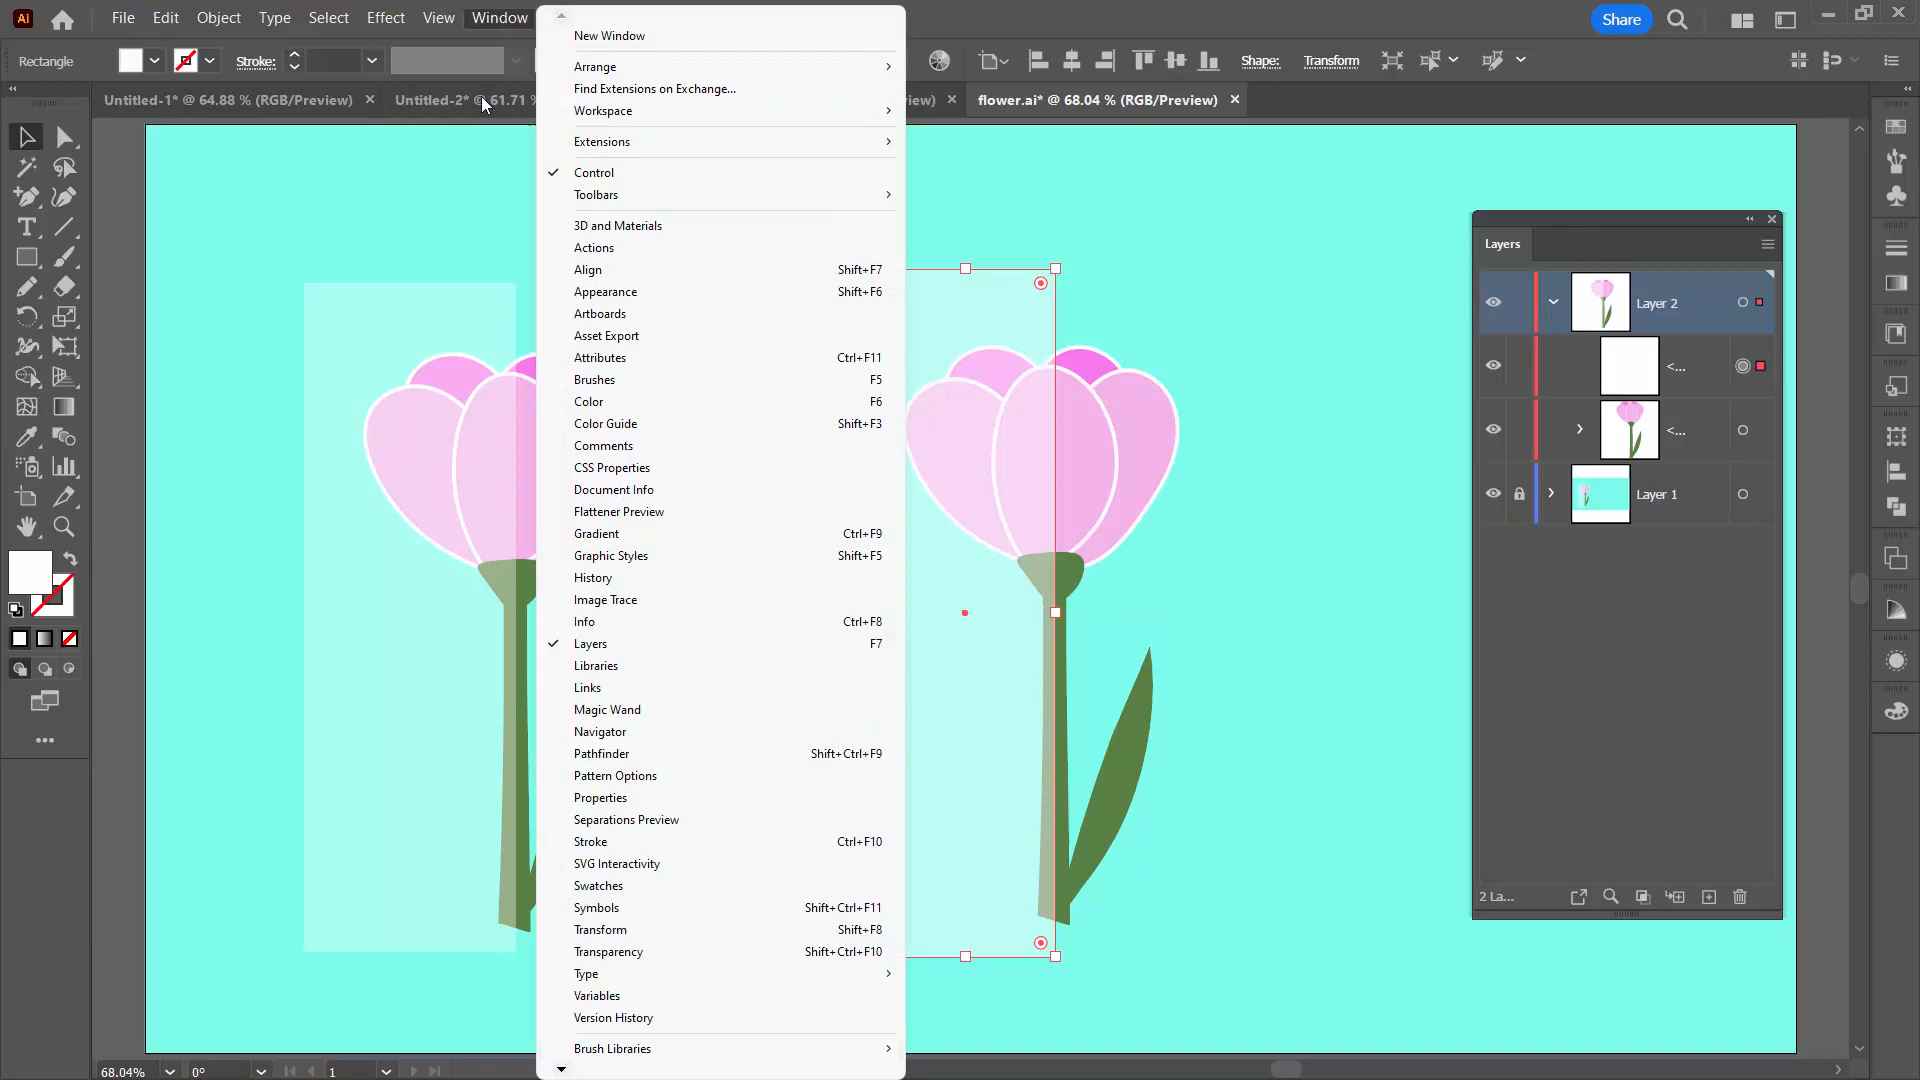 Ai File Edit Object Type Select Effect View Window Share
Rectangle Stroke: Shape: Transform
Untitled-1* @ 64.88 % (RGB/Preview) Untitled-2* @ 61.71 % flower.ai* @ 68.04 % (RGB/Preview)
New Window
Arrange
Find Extensions on Exchange...
Workspace
Extensions
Control
Toolbars
3D and Materials
Actions
Align Shift+F7
Appearance Shift+F6
Artboards
Asset Export
Attributes Ctrl+F11
Brushes F5
Color F6
Color Guide Shift+F3
Comments
CSS Properties
Document Info
Flattener Preview
Gradient Ctrl+F9
Graphic Styles Shift+F5
History
Image Trace
Info Ctrl+F8
Layers F7
Libraries
Links
Magic Wand
Navigator
Pathfinder Shift+Ctrl+F9
Pattern Options
Properties
Separations Preview
Stroke Ctrl+F10
SVG Interactivity
Swatches
Symbols Shift+Ctrl+F11
Transform Shift+F8
Transparency Shift+Ctrl+F10
Type
Variables
Version History
Brush Libraries
Layers
Layer 2
<...
<...
Layer 1
2 La...
68.04% 0° 1